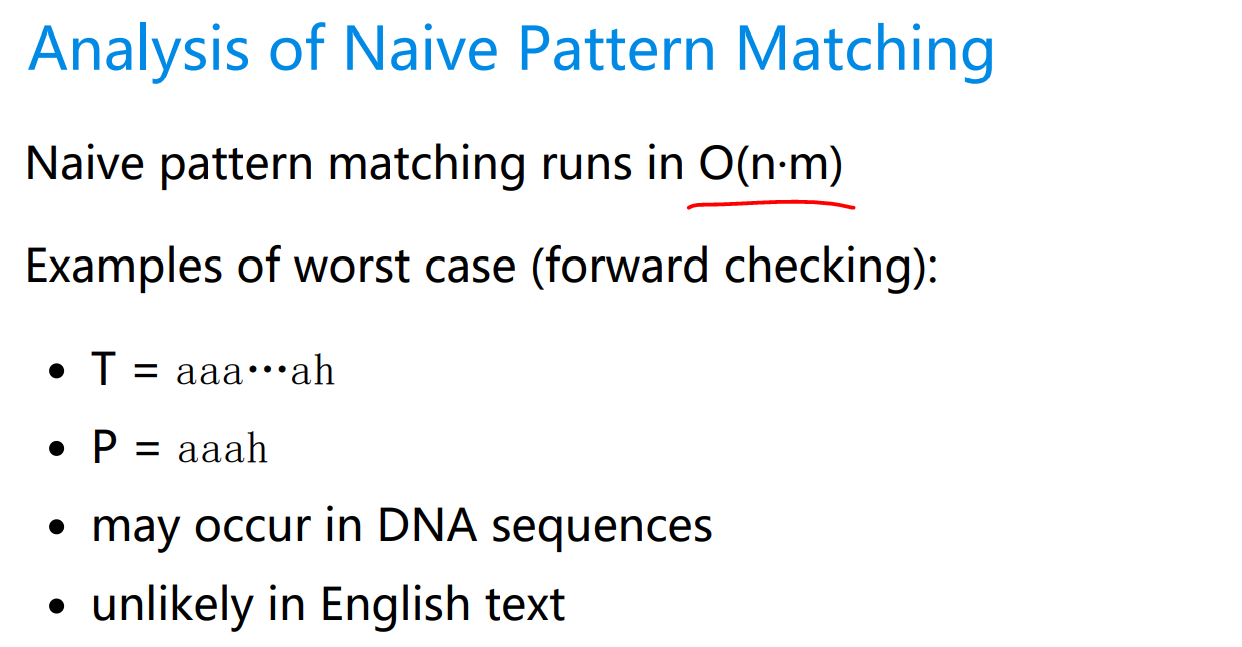 Analysis of Naive Pattern Matching
Naive pattern matching runs in O(n·m)
Examples of worst case (forward checking):
• T = aaa⋯ah
• P = aaah
• may occur in DNA sequences
• unlikely in English text